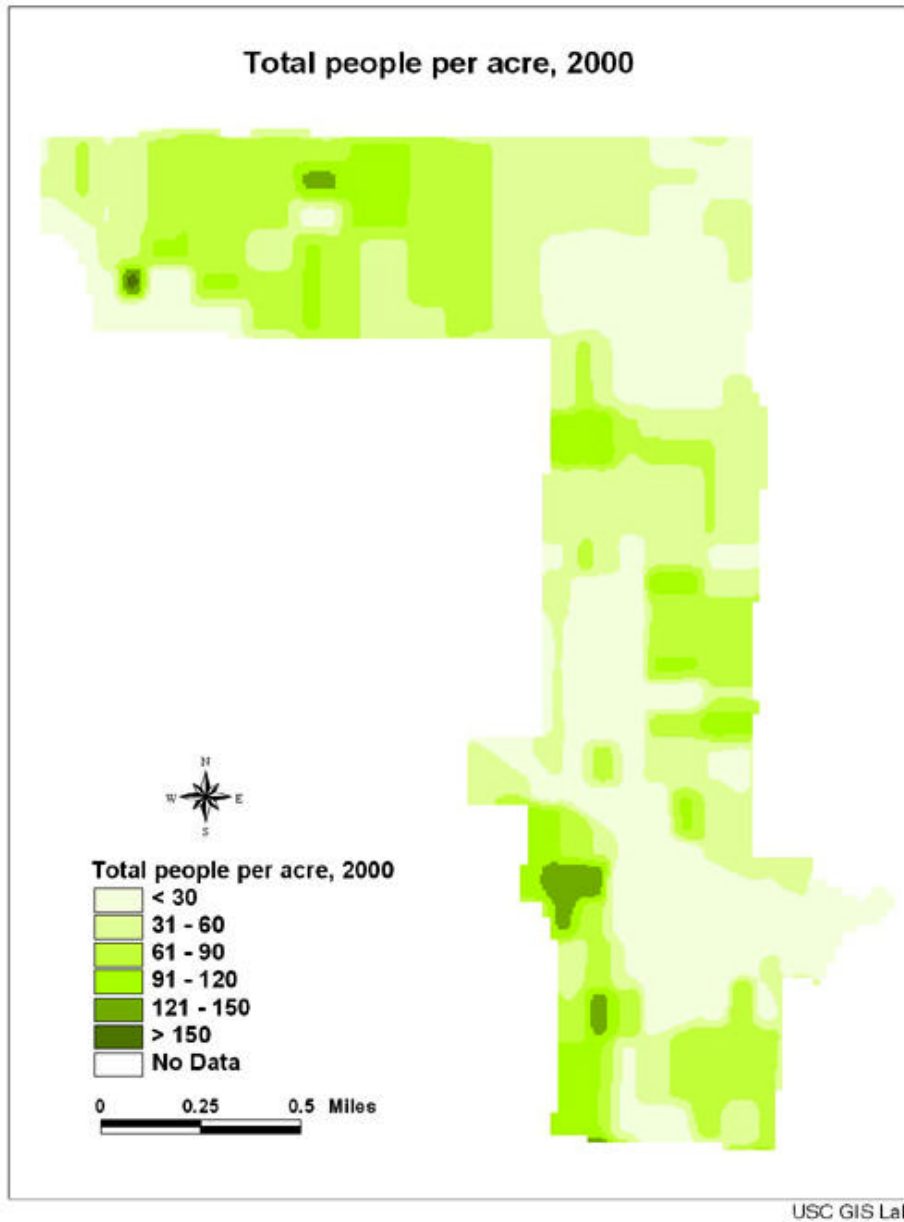 Total people per acre, 2000
N
W E
S
Total people per acre, 2000
< 30
31 - 60
61 - 90
91 - 120
121 - 150
> 150
No Data
0 0.25 0.5 Miles
USC GIS Lab